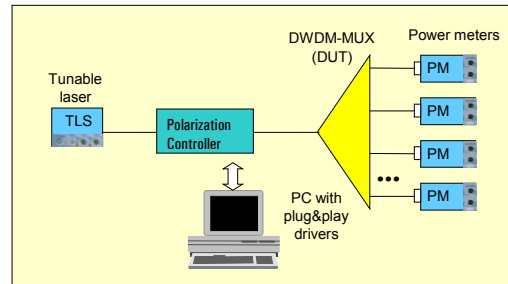 DWDM-MUX
(DUT)
Power meters
Tunable
laser
TLS
Polarization
Controller
PM
PM
PM
PM
•••
PC with
plug&play
drivers